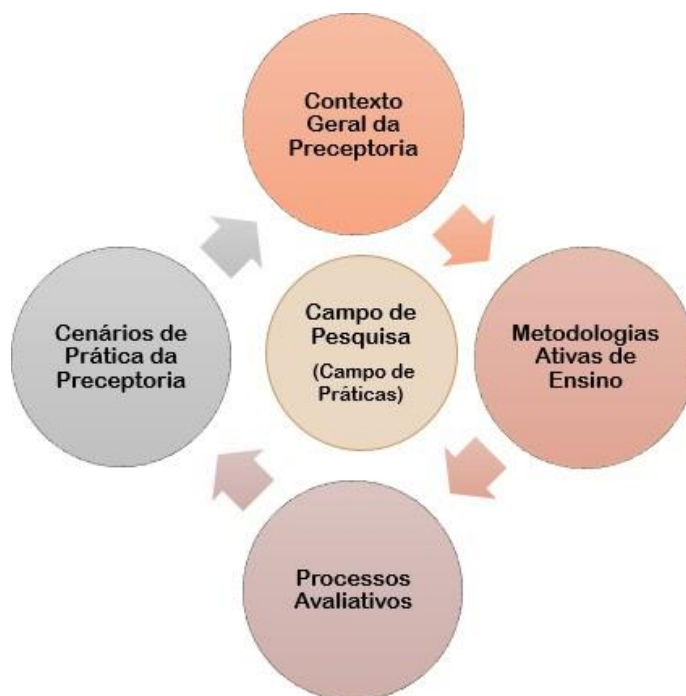 Contexto
Geral da
Preceptoria
Cenários de
Prática da
Preceptoria
Campo de
Pesquisa
(Campo de
Práticas)
Metodologias
Ativas de
Ensino
Processos
Avaliativos